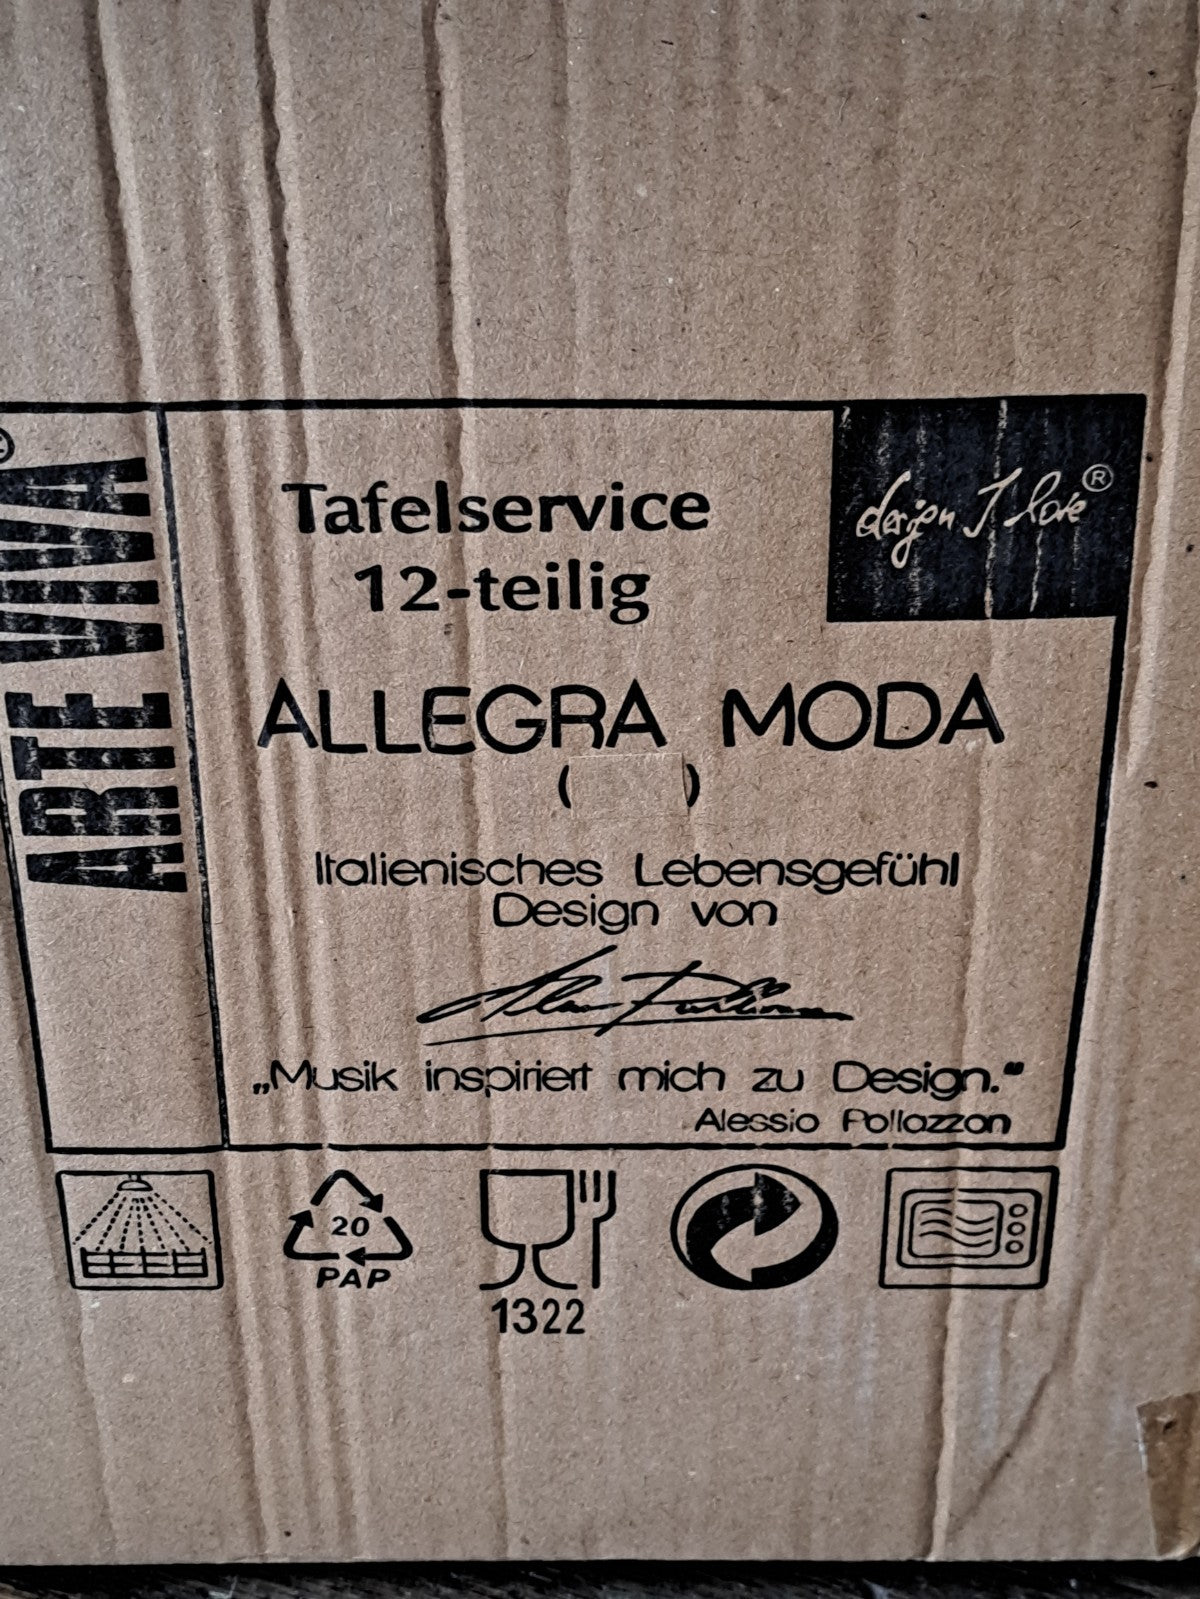 ARTE VIVA
Tafelservice
12-teilig
design I love®
ALLEGRA MODA
( )
Italienisches Lebensgefühl
Design von
„Musik inspiriert mich zu Design.“
Alessio Pollazzon
20
PAP
1322